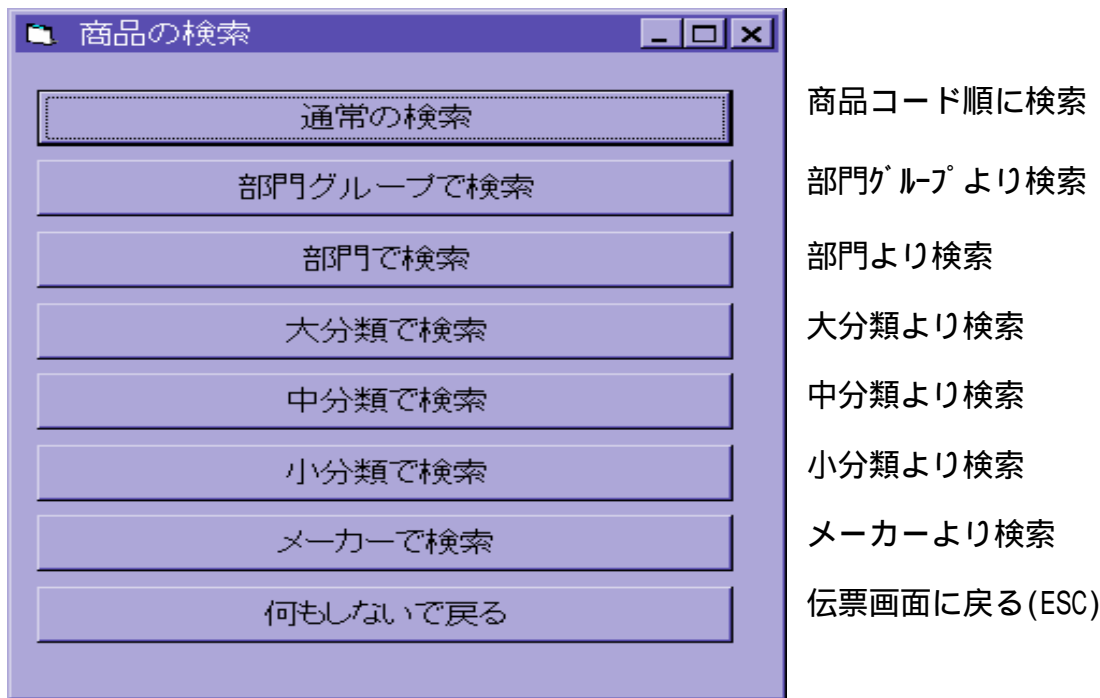 商品の検索
通常の検索 商品コード順に検索
部門グループで検索 部門ｸﾞﾙｰﾌﾟより検索
部門で検索 部門より検索
大分類で検索 大分類より検索
中分類で検索 中分類より検索
小分類で検索 小分類より検索
メーカーで検索 メーカーより検索
何もしないで戻る 伝票画面に戻る(ESC)